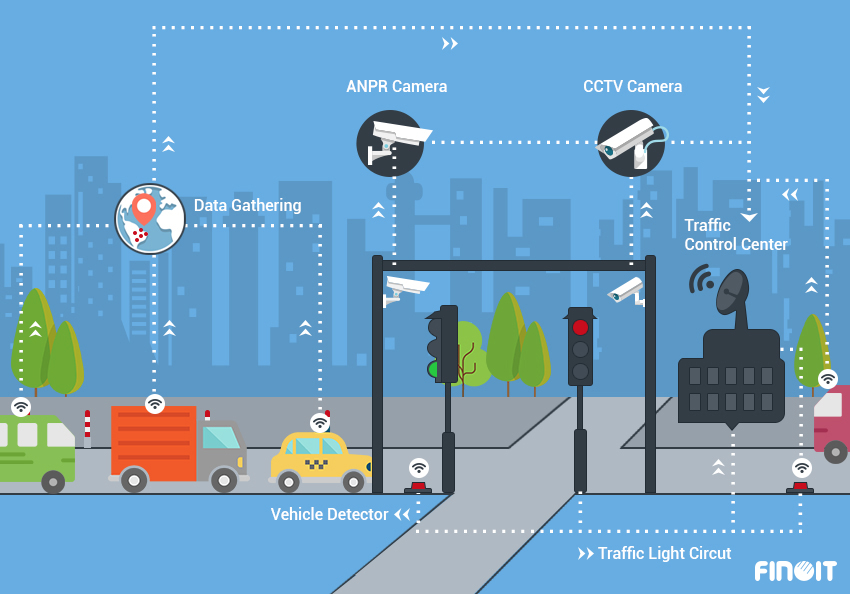 ANPR Camera
CCTV Camera
Data Gathering
Traffic
Control Center
Vehicle Detector
Traffic Light Circut
FINOIT